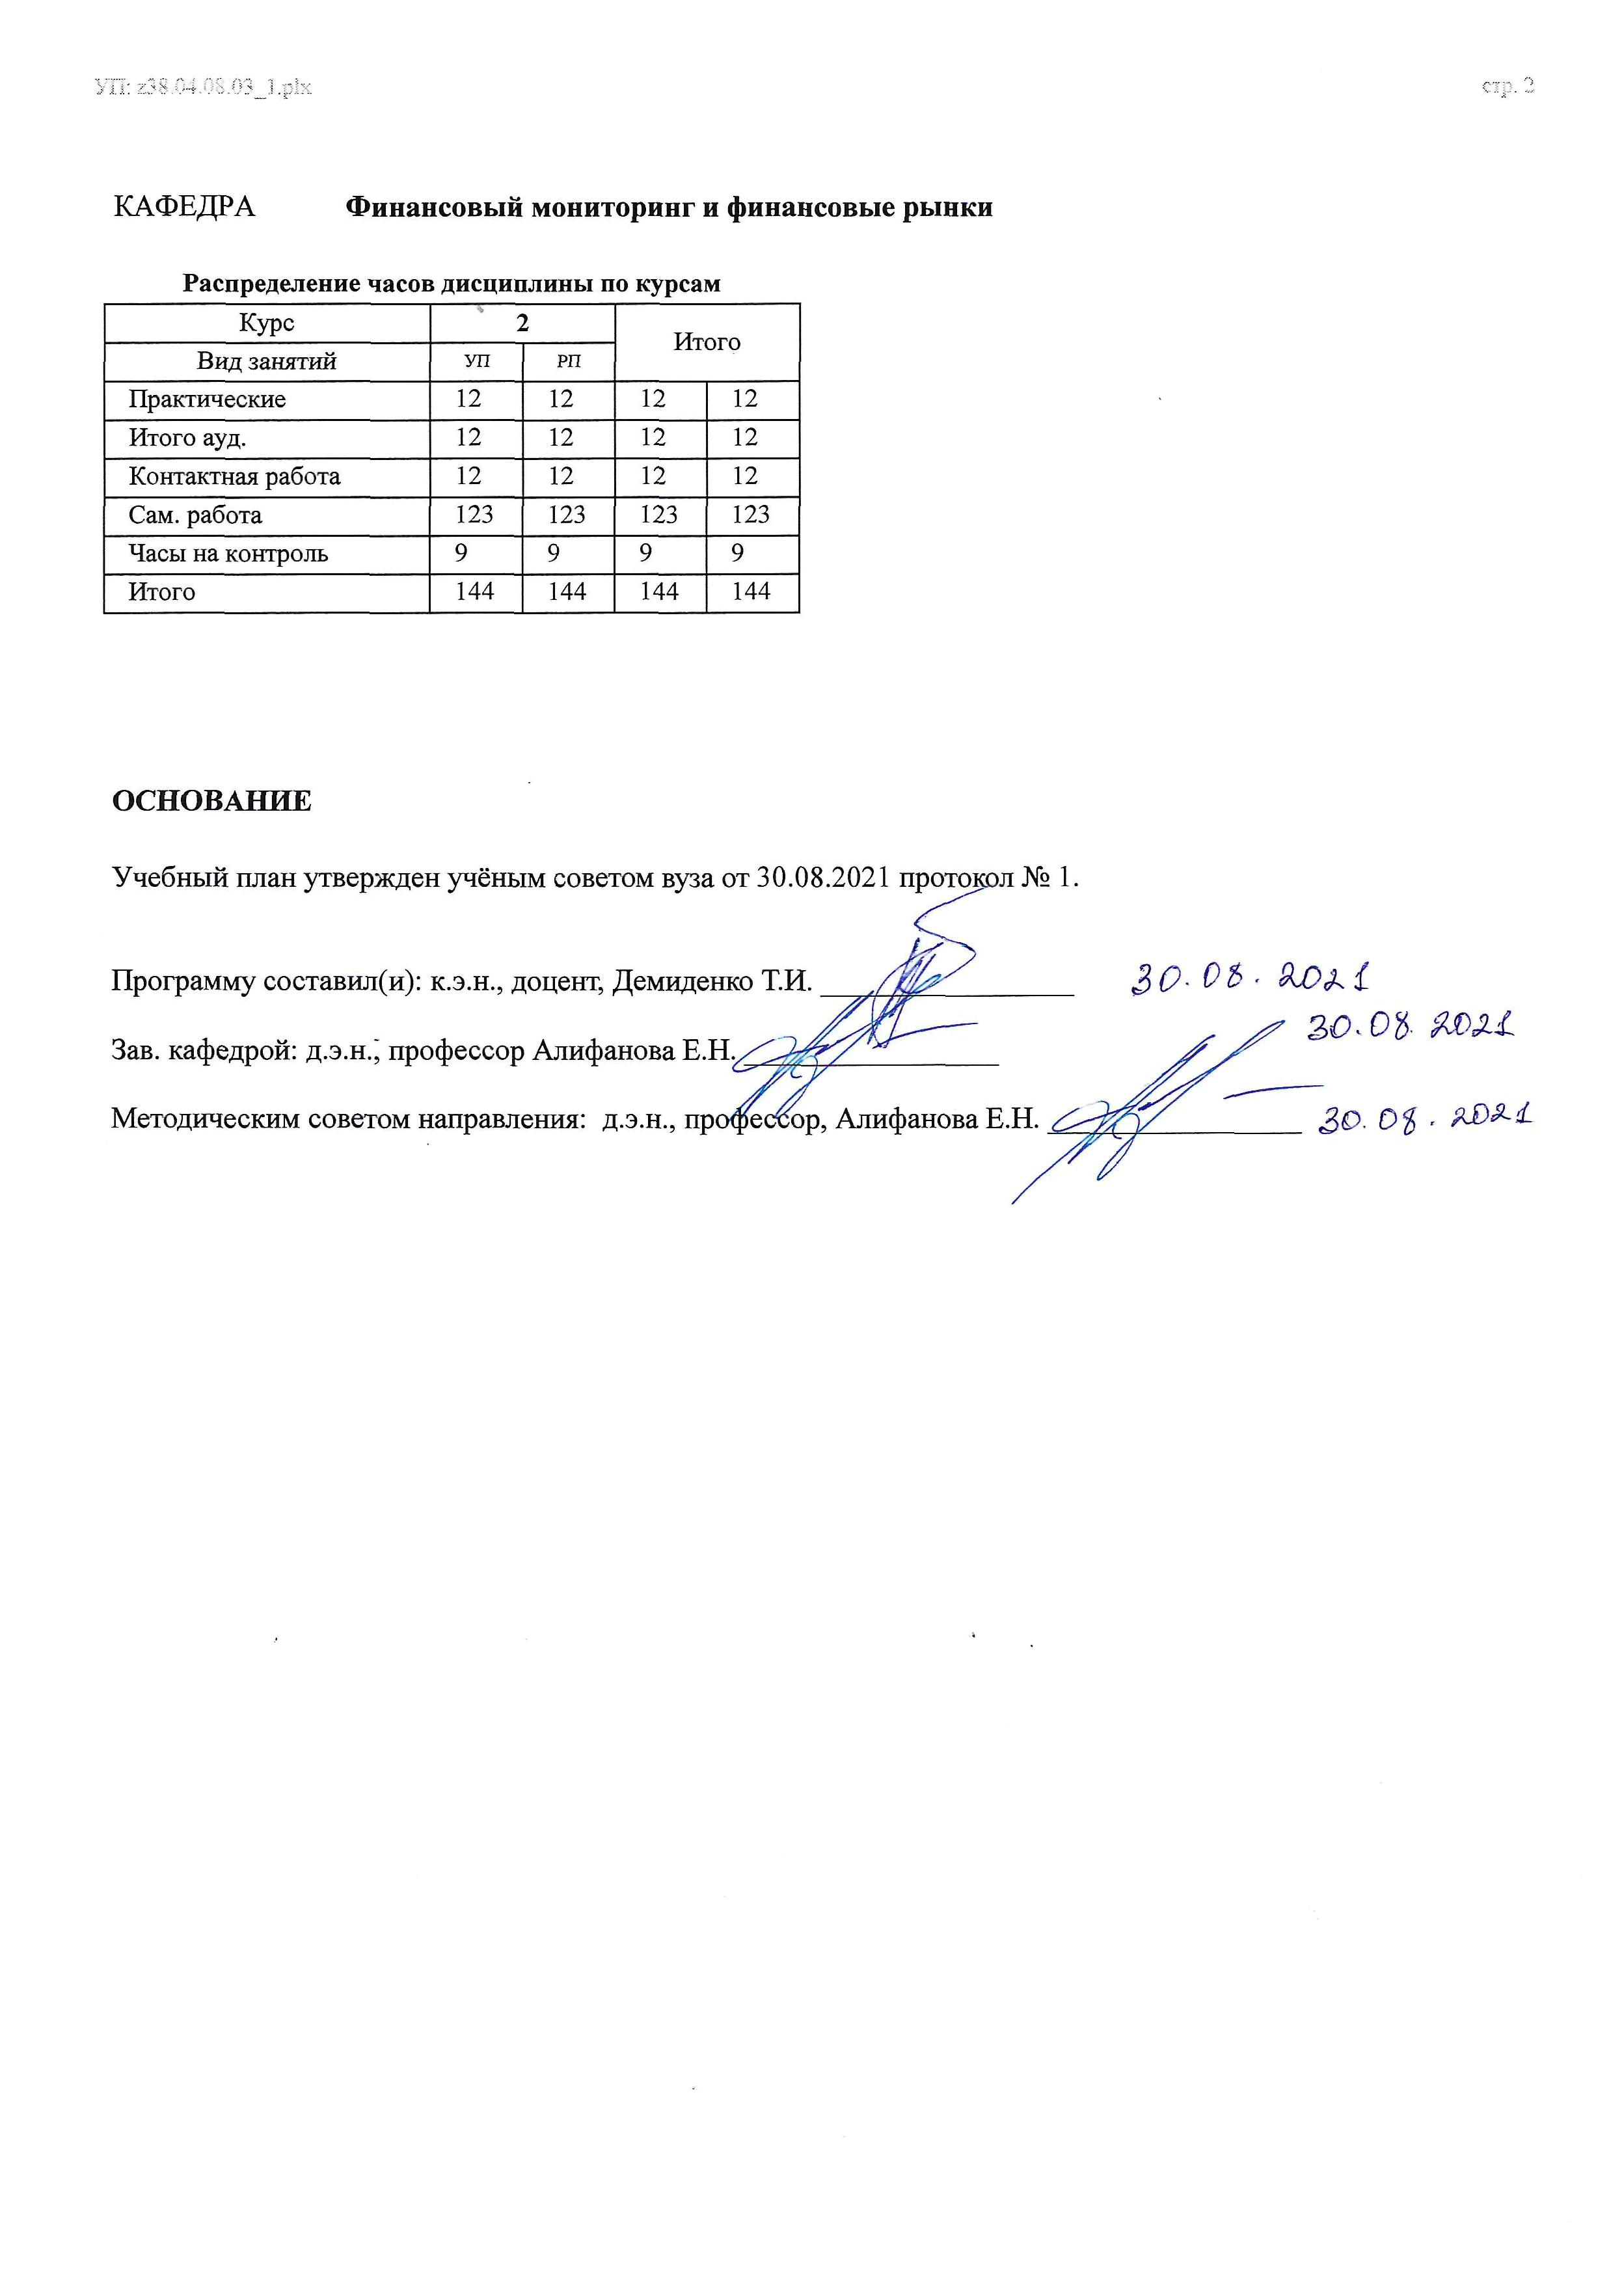 УП: z38.04.08.03_1.plx стр. 2
КАФЕДРА Финансовый мониторинг и финансовые рынки
Распределение часов дисциплины по курсам
Курс 2 Итого
Вид занятий УП РП
Практические 12 12 12 12
Итого ауд. 12 12 12 12
Контактная работа 12 12 12 12
Сам. работа 123 123 123 123
Часы на контроль 9 9 9 9
Итого 144 144 144 144
ОСНОВАНИЕ
Учебный план утвержден учёным советом вуза от 30.08.2021 протокол № 1.
Программу составил(и): к.э.н., доцент, Демиденко Т.И. 30.08.2021
Зав. кафедрой: д.э.н., профессор Алифанова Е.Н. 30.08.2021
Методическим советом направления: д.э.н., профессор, Алифанова Е.Н. 30.08.2021